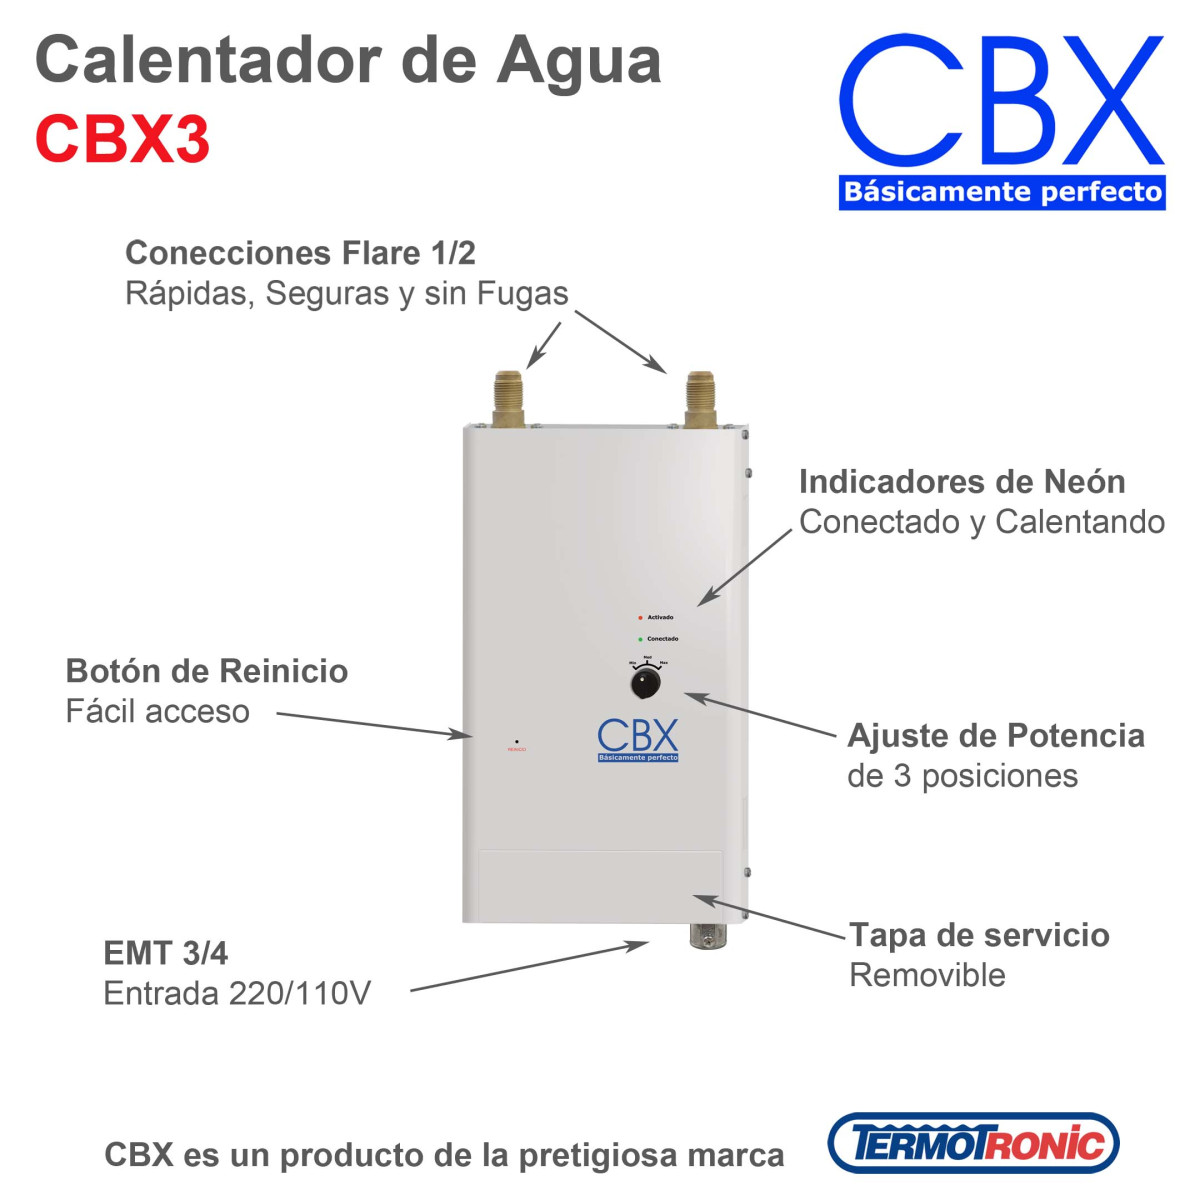 Calentador de Agua
CBX3
CBX
Básicamente perfecto
Conecciones Flare 1/2
Rápidas, Seguras y sin Fugas
Indicadores de Neón
Conectado y Calentando
Activado
Conectado
Min Med Max
Botón de Reinicio
Fácil acceso
REINICIO
CBX
Básicamente perfecto
Ajuste de Potencia
de 3 posiciones
EMT 3/4
Entrada 220/110V
Tapa de servicio
Removible
CBX es un producto de la pretigiosa marca
TERMOTRONIC